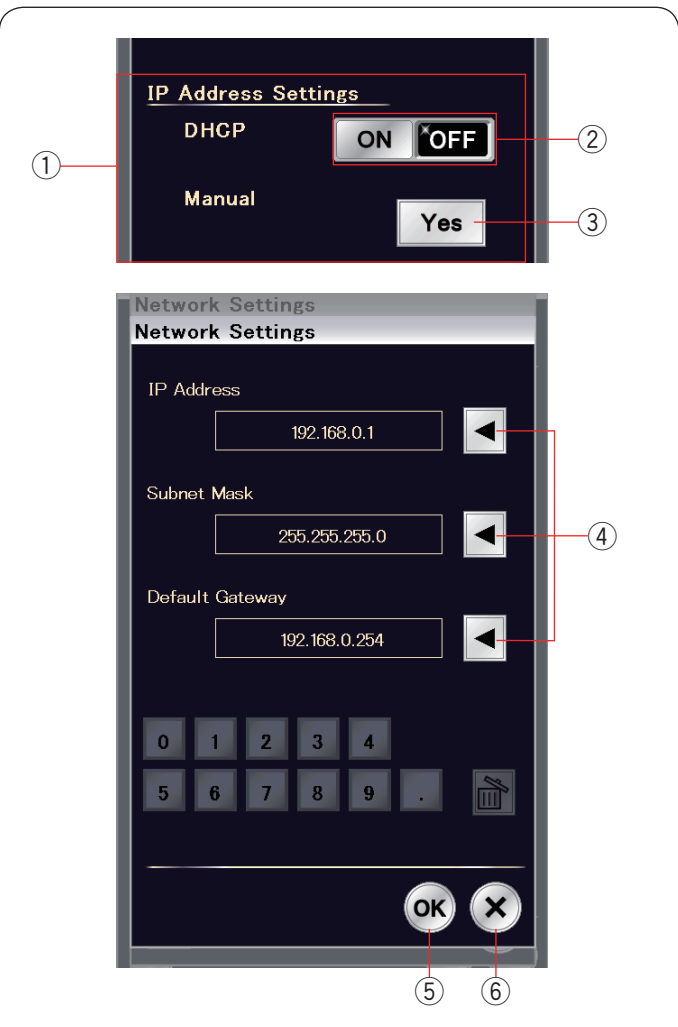 IP Address Settings
DHCP
ON OFF
②
①
Manual
Yes
③
Network Settings
Network Settings
IP Address
192.168.0.1
Subnet Mask
255.255.255.0
④
Default Gateway
192.168.0.254
0 1 2 3 4
5 6 7 8 9 .
OK
⑤ ⑥